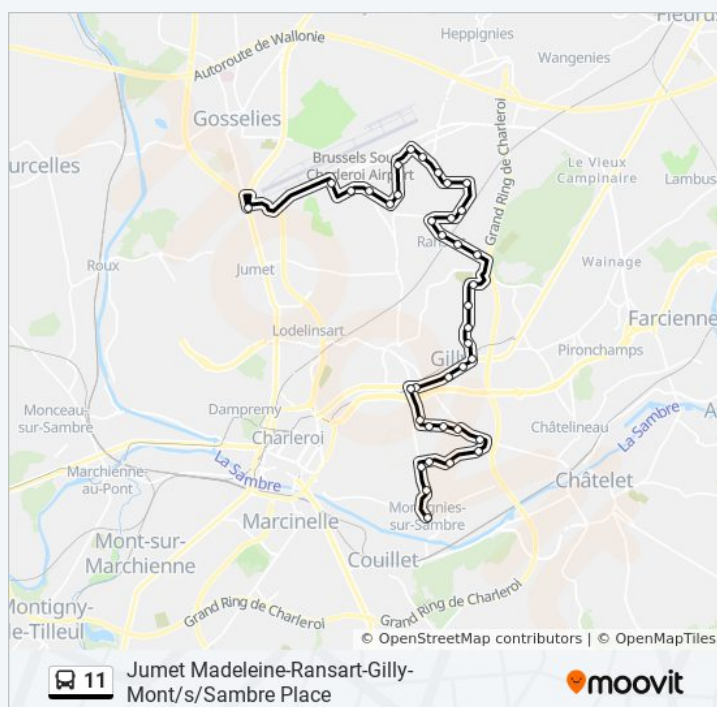 Fleurus
Heppignies
Autoroute de Wallonie
Wangenies
Gosselies
Grand Ring de Charleroi
Brussels Sou
Charleroi Airport
Le Vieux
Campinaire
urcelles
Lambus
Rans
Roux
Jumet
Wainage
Lodelinsart
Farcienne
Gill
Pironchamps
Monceau-
sur-Sambre
Dampremy
Charleroi
La Sambre
Châtelineau
Marchienne
-au-Pont
La Sambre
Châtelet
Marcinelle
Montignies
-sur-Sambre
Mont-sur-
Marchienne
Couillet
Montigny-
le-Tilleul
Grand Ring de Charleroi
Grand Ring de Charleroi
© OpenStreetMap contributors | © OpenMapTiles
11
Jumet Madeleine-Ransart-Gilly-
Mont/s/Sambre Place
moovit